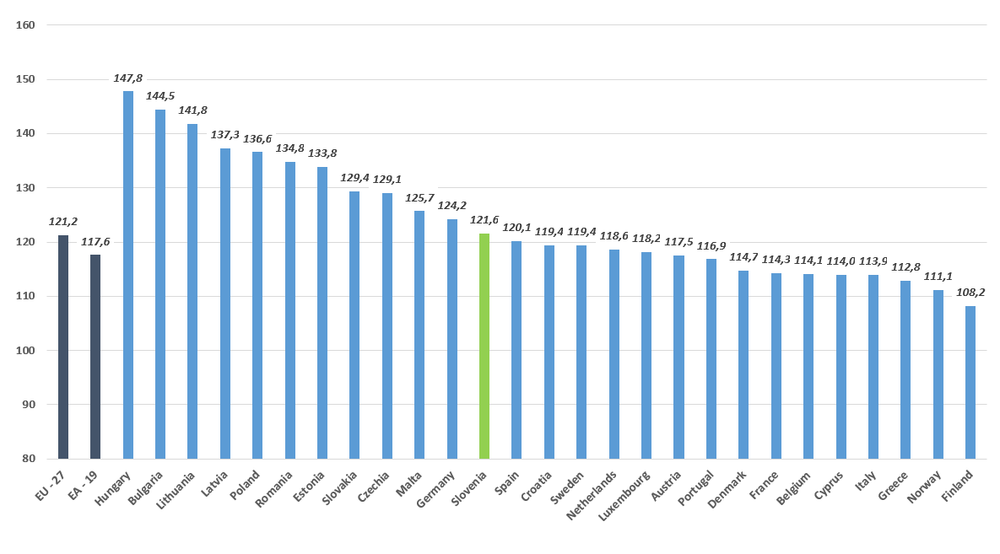 160
150
140
130
120
110
100
90
80
121,2
117,6
147,8
144,5
141,8
137,3
136,6
134,8
133,8
129,4
129,1
125,7
124,2
121,6
120,1
119,4
119,4
118,6
118,2
117,5
116,9
114,7
114,3
114,1
114,0
113,9
112,8
111,1
108,2
EU - 27
EA - 19
Hungary
Bulgaria
Lithuania
Latvia
Poland
Romania
Estonia
Slovakia
Czechia
Malta
Germany
Slovenia
Spain
Croatia
Sweden
Netherlands
Luxembourg
Austria
Portugal
Denmark
France
Belgium
Cyprus
Italy
Greece
Norway
Finland